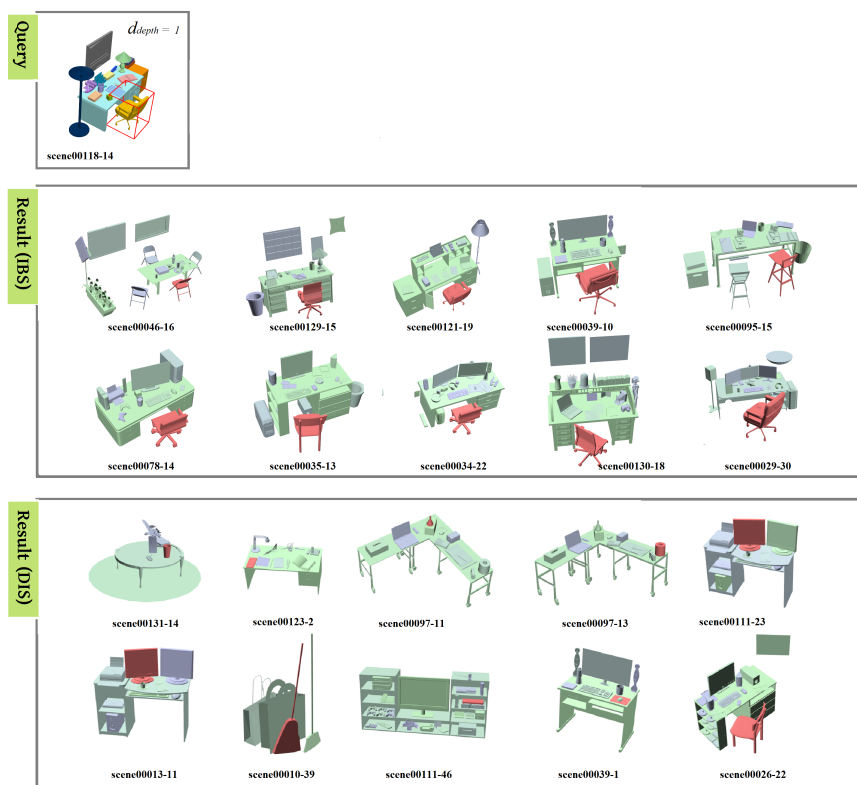 Query
d_depth = 1
scene00118-14
Result (IBS)
scene00046-16
scene00129-15
scene00121-19
scene00039-10
scene00095-15
scene00078-14
scene00035-13
scene00034-22
scene00130-18
scene00029-30
Result (DIS)
scene00131-14
scene00123-2
scene00097-11
scene00097-13
scene00111-23
scene00013-11
scene00010-39
scene00111-46
scene00039-1
scene00026-22